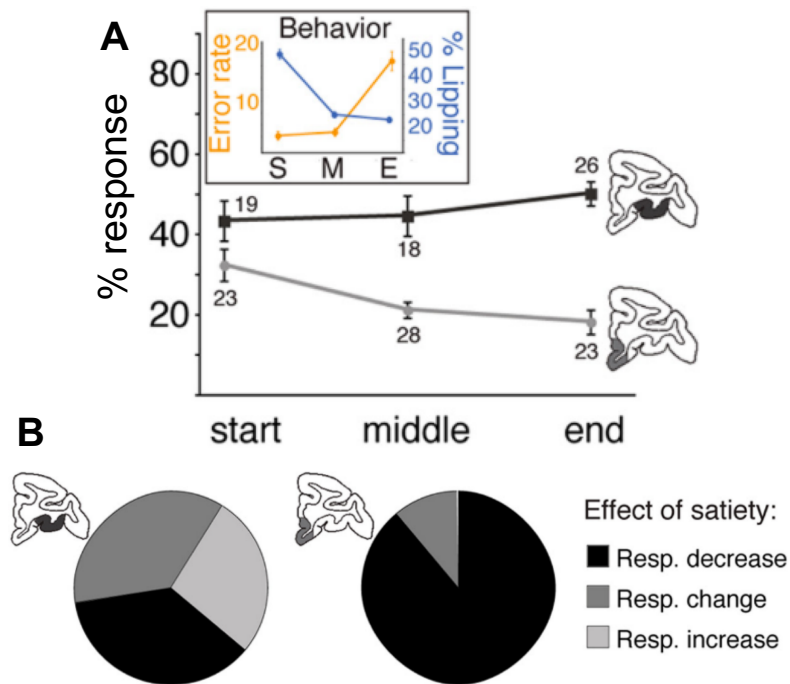 A
Behavior
20
10
Error rate
50
40
30
20
% Lipping
S M E
% response
80
60
40
20
19
18
26
23
28
23
start middle end
B
Effect of satiety:
Resp. decrease
Resp. change
Resp. increase